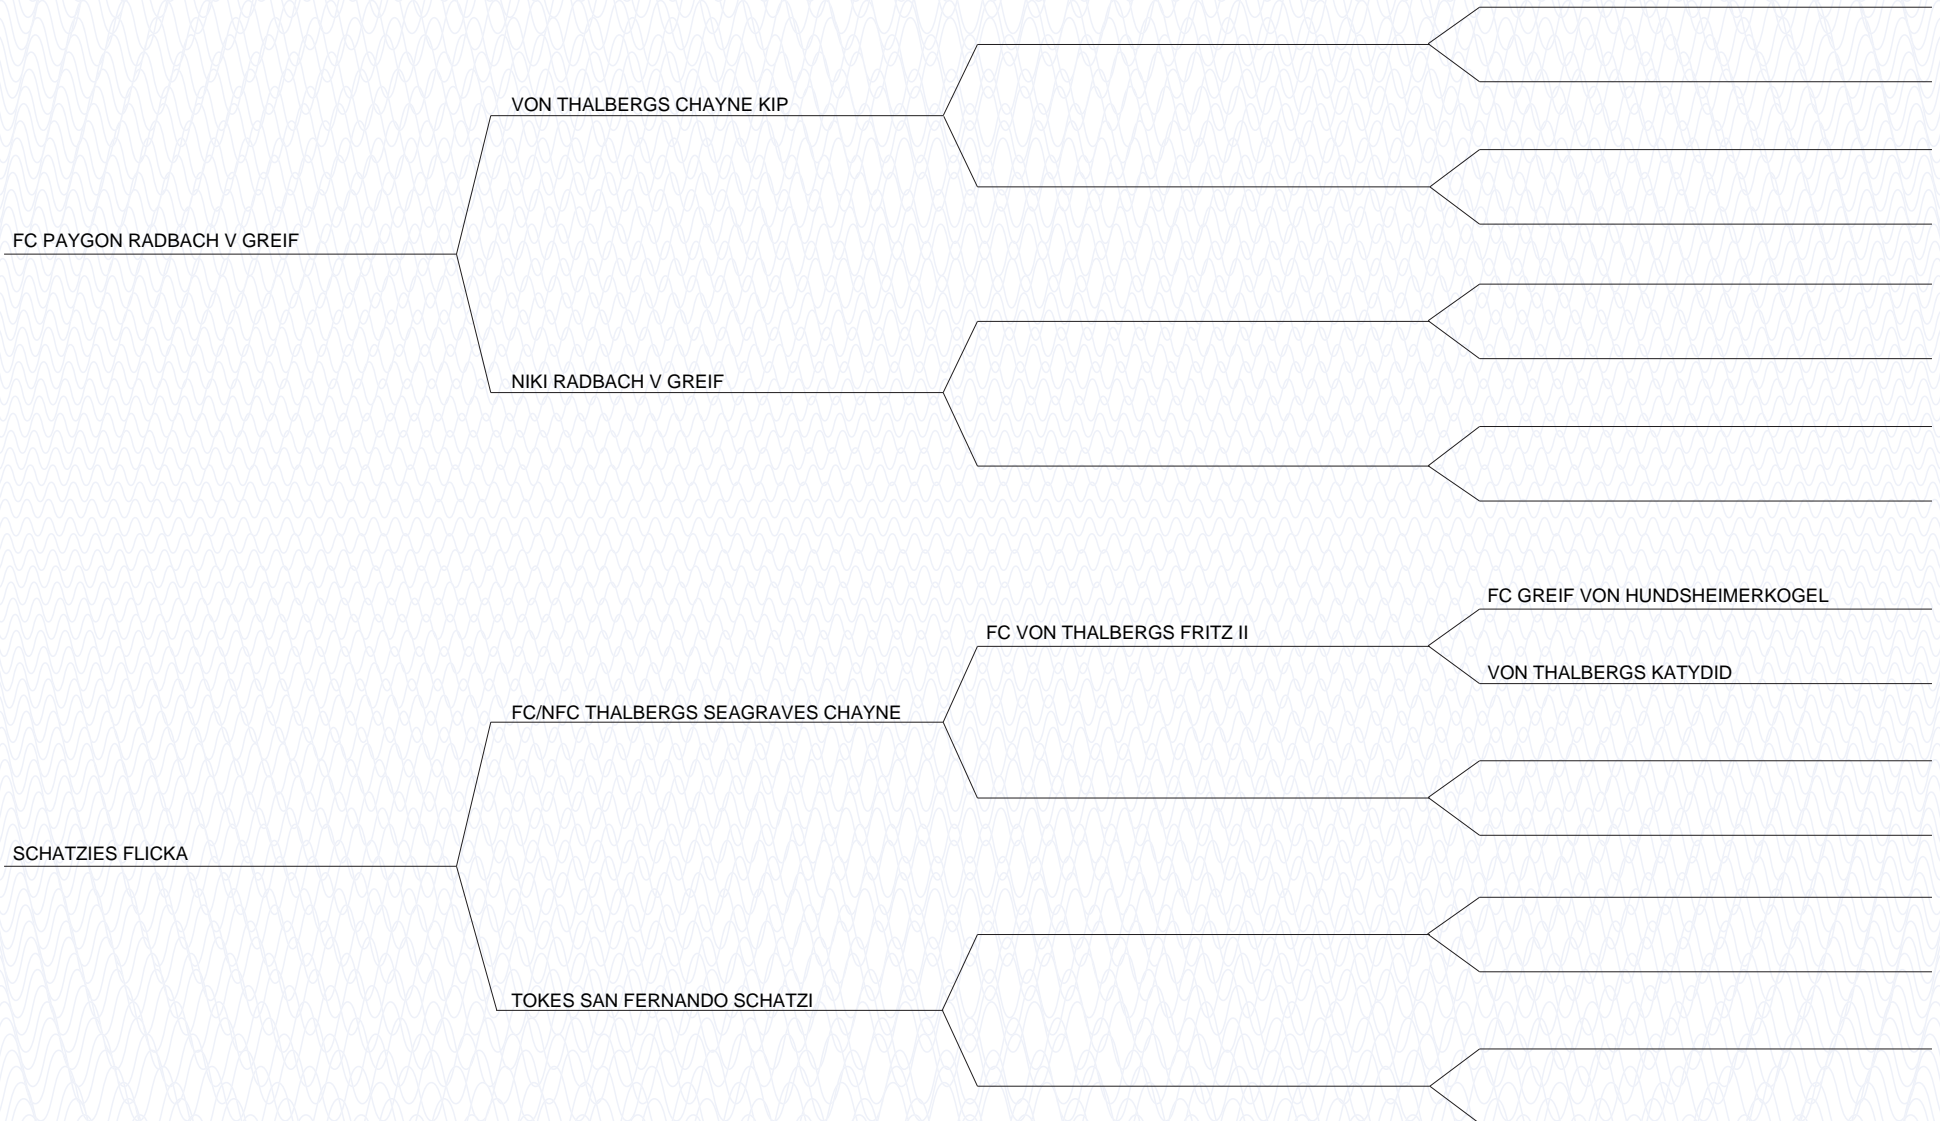 VON THALBERGS CHAYNE KIP
FC PAYGON RADBACH V GREIF
NIKI RADBACH V GREIF
FC GREIF VON HUNDSHEIMERKOGEL
FC VON THALBERGS FRITZ II
VON THALBERGS KATYDID
FC/NFC THALBERGS SEAGRAVES CHAYNE
SCHATZIES FLICKA
TOKES SAN FERNANDO SCHATZI